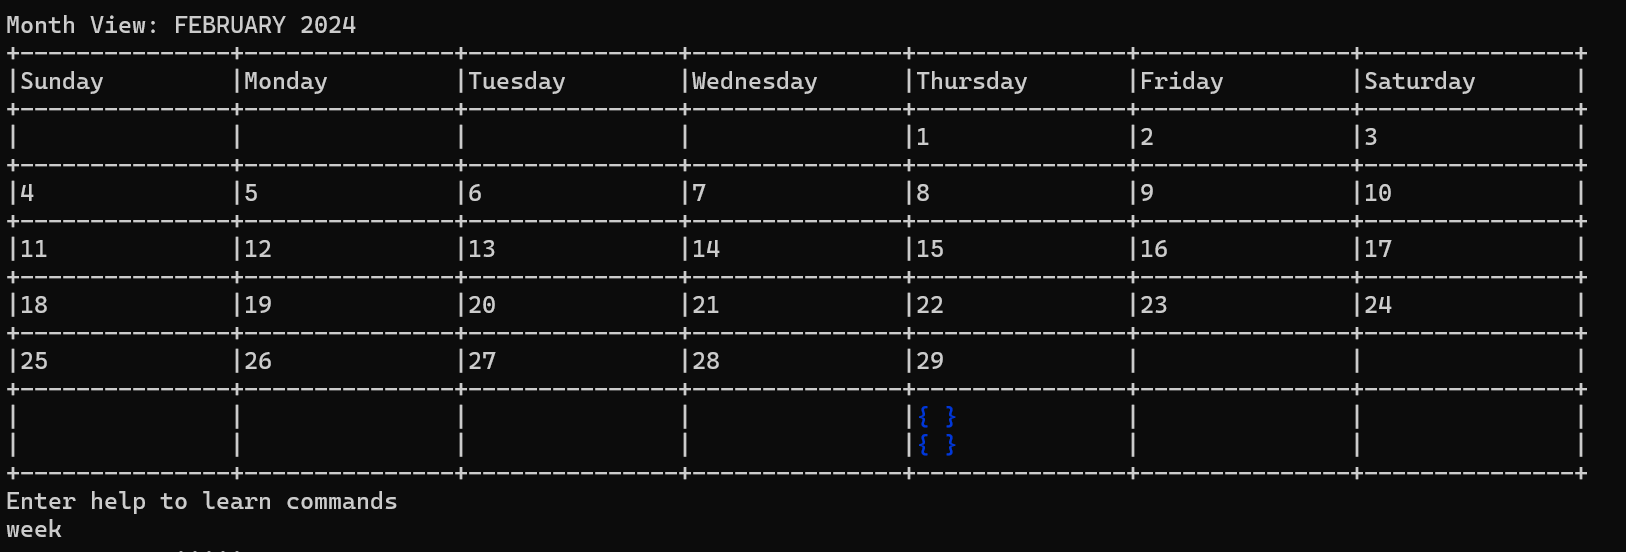 Month View: FEBRUARY 2024
+---------------+---------------+---------------+---------------+---------------+---------------+---------------+
|Sunday         |Monday         |Tuesday        |Wednesday      |Thursday       |Friday         |Saturday       |
+---------------+---------------+---------------+---------------+---------------+---------------+---------------+
|               |               |               |               |1              |2              |3              |
+---------------+---------------+---------------+---------------+---------------+---------------+---------------+
|4              |5              |6              |7              |8              |9              |10             |
+---------------+---------------+---------------+---------------+---------------+---------------+---------------+
|11             |12             |13             |14             |15             |16             |17             |
+---------------+---------------+---------------+---------------+---------------+---------------+---------------+
|18             |19             |20             |21             |22             |23             |24             |
+---------------+---------------+---------------+---------------+---------------+---------------+---------------+
|25             |26             |27             |28             |29             |               |               |
+---------------+---------------+---------------+---------------+---------------+---------------+---------------+
|               |               |               |               |{ }            |               |               |
|               |               |               |               |{ }            |               |               |
+---------------+---------------+---------------+---------------+---------------+---------------+---------------+
Enter help to learn commands
week